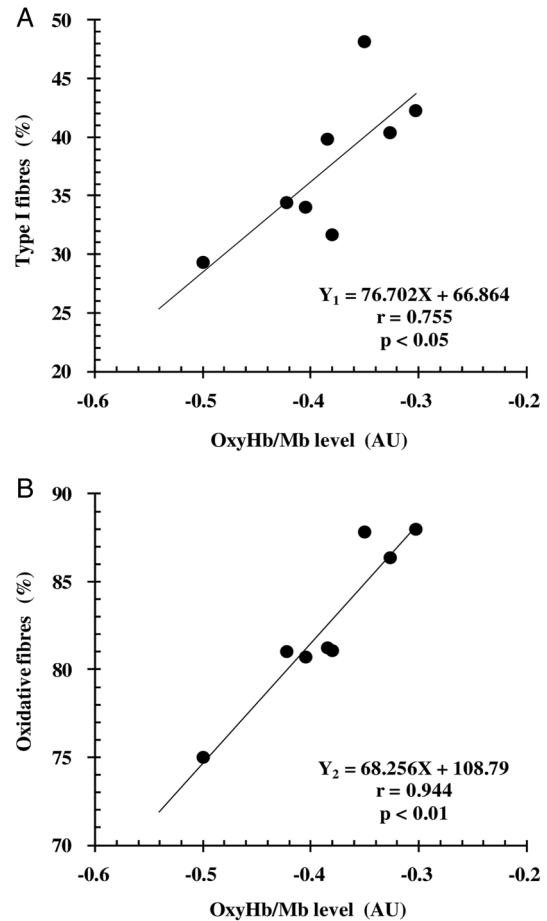 A
50
45
40
35
30
25
20
Type I fibres (%)
Y₁ = 76.702X + 66.864
r = 0.755
p < 0.05
-0.6 -0.5 -0.4 -0.3 -0.2
OxyHb/Mb level (AU)
B
90
85
80
75
70
Oxidative fibres (%)
Y₂ = 68.256X + 108.79
r = 0.944
p < 0.01
-0.6 -0.5 -0.4 -0.3 -0.2
OxyHb/Mb level (AU)